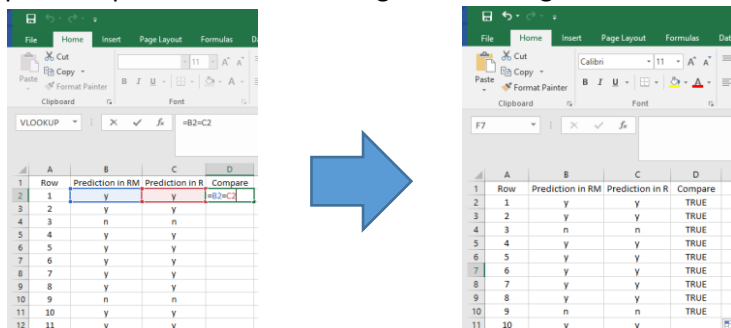 File Home Insert Page Layout Formulas
Cut
Copy
Paste
Format Painter
11
B I U
Clipboard
Font
VLOOKUP
fx =B2=C2
A B C D
1 Row Prediction in RM Prediction in R Compare
2 1 y y =B2=C2
3 2 y y
4 3 n n
5 4 y y
6 5 y y
7 6 y y
8 7 y y
9 8 y y
10 9 n n
11 10 y y
12 11 y y
File Home Insert Page Layout Formulas
Cut
Copy
Paste
Format Painter
Calibri 11
B I U
Clipboard
Font
F7
fx
A B C D
1 Row Prediction in RM Prediction in R Compare
2 1 y y TRUE
3 2 y y TRUE
4 3 n n TRUE
5 4 y y TRUE
6 5 y y TRUE
7 6 y y TRUE
8 7 y y TRUE
9 8 y y TRUE
10 9 n n TRUE
11 10 y y